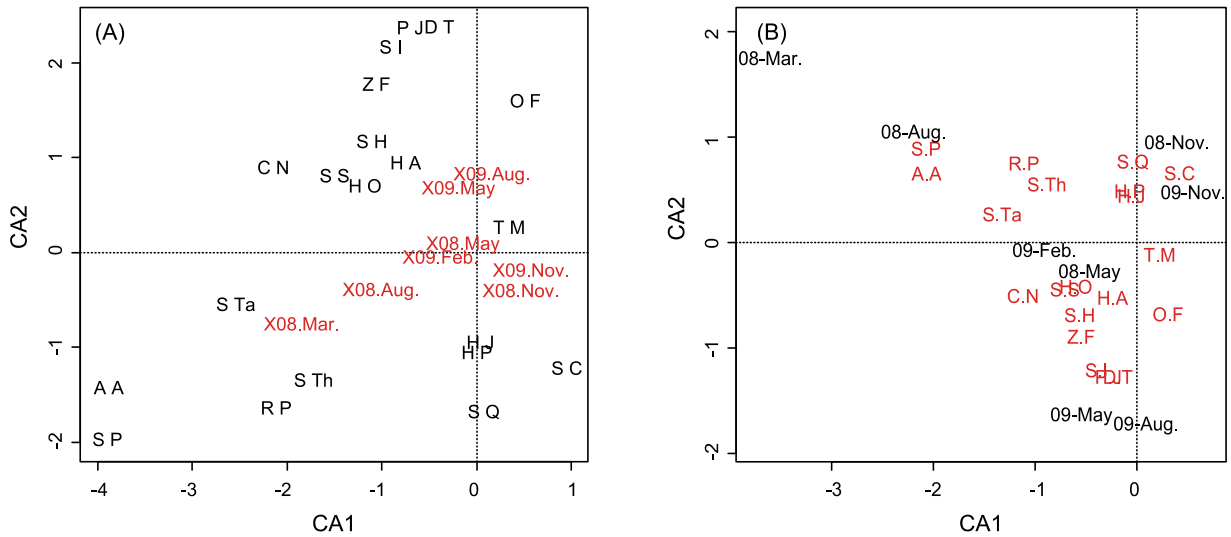 (A)
P JD T
S I
Z F
O F
S H
H A
C N
S S
H O
X09.Aug.
X09.May
T M
X08.May
X09.Feb.
X09.Nov.
X08.Aug.
X08.Nov.
S Ta
X08.Mar.
H J
H P
S C
S Th
A A
R P
S Q
S P
2
1
0
-1
-2
CA2
-4
-3
-2
-1
0
1
CA1
(B)
08-Mar.
08-Aug.
08-Nov.
S.P
R.P
S.Q
A.A
S.C
S.Th
H.P
H.J
09-Nov.
S.Ta
09-Feb.
T.M
08-May
H.O
S.S
C.N
H.A
S.H
O.F
Z.F
S.I
09-May
09-Aug.
2
1
0
-1
-2
CA2
-3
-2
-1
0
CA1